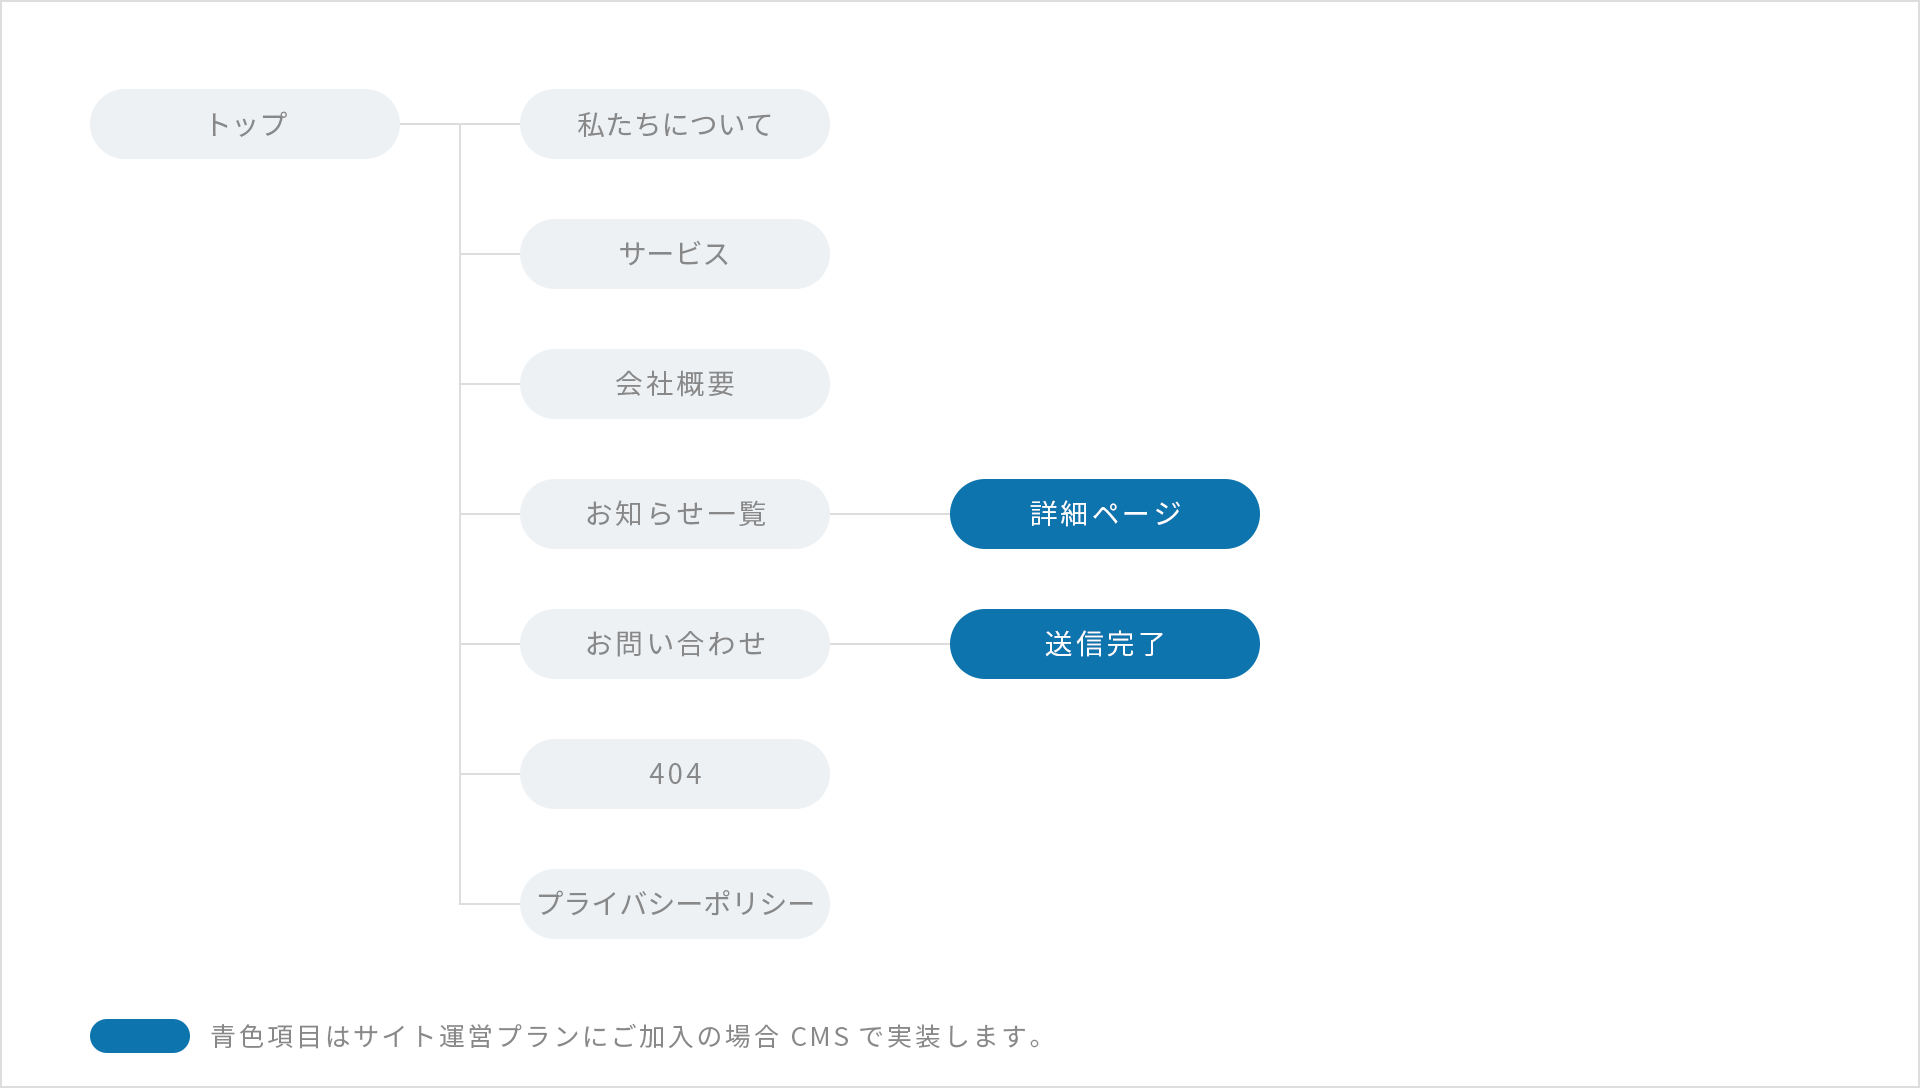 トップ
私たちについて
サービス
会社概要
お知らせ一覧
詳細ページ
お問い合わせ
送信完了
404
プライバシーポリシー
青色項目はサイト運営プランにご加入の場合 CMS で実装します。